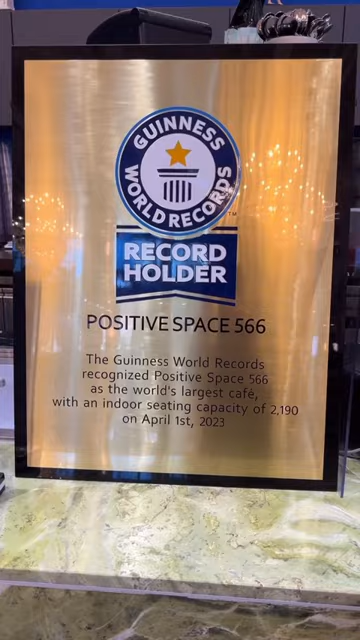 GUINNESS
WORLD RECORDS
TM
RECORD
HOLDER
POSITIVE SPACE 566
The Guinness World Records
recognized Positive Space 566
as the world's largest café,
with an indoor seating capacity of 2,190
on April 1st, 2023